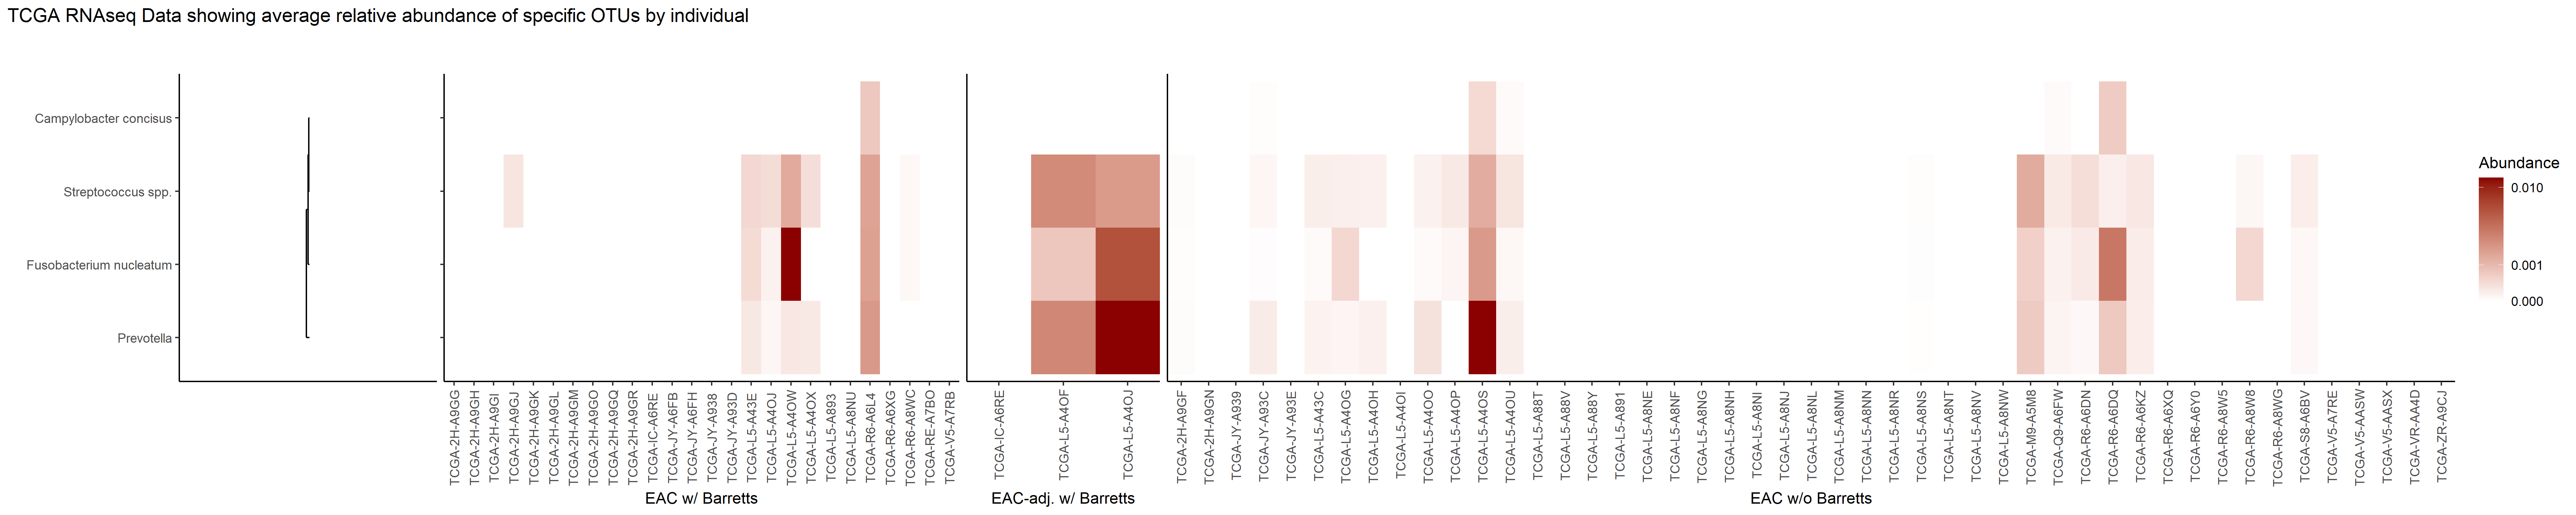 TCGA RNAseq Data showing average relative abundance of specific OTUs by individual
Campylobacter concisus
Streptococcus spp.
Fusobacterium nucleatum
Prevotella
TCGA-2H-A9GG
TCGA-2H-A9GH
TCGA-2H-A9GI
TCGA-2H-A9GJ
TCGA-2H-A9GK
TCGA-2H-A9GL
TCGA-2H-A9GM
TCGA-2H-A9GO
TCGA-2H-A9GQ
TCGA-2H-A9GR
TCGA-IC-A6RE
TCGA-JY-A6FB
TCGA-JY-A6FH
TCGA-JY-A938
TCGA-JY-A93D
TCGA-L5-A43E
TCGA-L5-A4OJ
TCGA-L5-A4OW
TCGA-L5-A4OX
TCGA-L5-A893
TCGA-L5-A8NU
TCGA-R6-A6L4
TCGA-R6-A6XG
TCGA-R6-A8WC
TCGA-RE-A7BO
TCGA-V5-A7RB
EAC w/ Barretts
TCGA-IC-A6RE
TCGA-L5-A4OF
TCGA-L5-A4OJ
EAC-adj. w/ Barretts
TCGA-2H-A9GF
TCGA-2H-A9GN
TCGA-JY-A939
TCGA-JY-A93C
TCGA-JY-A93E
TCGA-L5-A43C
TCGA-L5-A4OG
TCGA-L5-A4OH
TCGA-L5-A4OI
TCGA-L5-A4OO
TCGA-L5-A4OP
TCGA-L5-A4OS
TCGA-L5-A4OU
TCGA-L5-A88T
TCGA-L5-A88V
TCGA-L5-A88Y
TCGA-L5-A891
TCGA-L5-A8NE
TCGA-L5-A8NF
TCGA-L5-A8NG
TCGA-L5-A8NH
TCGA-L5-A8NI
TCGA-L5-A8NJ
TCGA-L5-A8NL
TCGA-L5-A8NM
TCGA-L5-A8NN
TCGA-L5-A8NR
TCGA-L5-A8NS
TCGA-L5-A8NT
TCGA-L5-A8NV
TCGA-L5-A8NW
TCGA-M9-A5M8
TCGA-Q9-A6FW
TCGA-R6-A6DN
TCGA-R6-A6DQ
TCGA-R6-A6KZ
TCGA-R6-A6XQ
TCGA-R6-A6Y0
TCGA-R6-A8W5
TCGA-R6-A8W8
TCGA-R6-A8WG
TCGA-S8-A6BV
TCGA-V5-A7RE
TCGA-V5-AASW
TCGA-V5-AASX
TCGA-VR-AA4D
TCGA-ZR-A9CJ
EAC w/o Barretts
Abundance
0.010
0.001
0.000